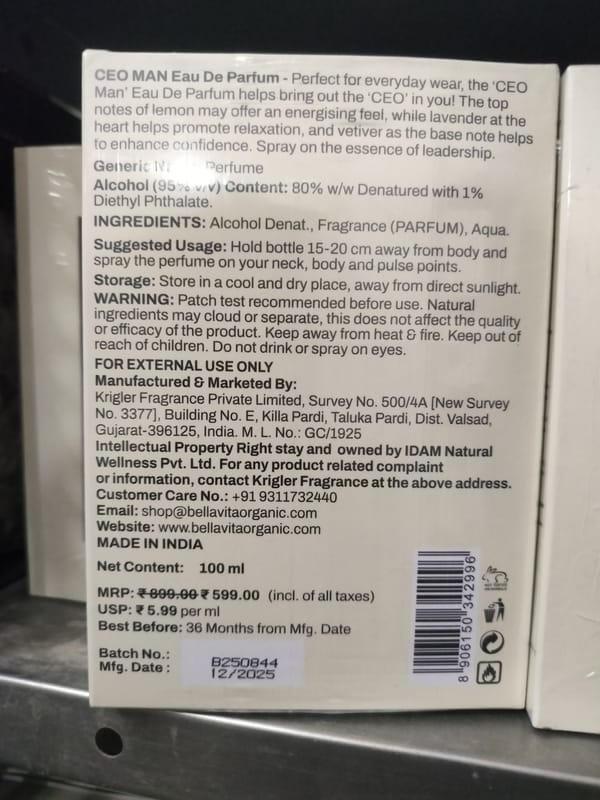 CEO MAN Eau De Parfum - Perfect for everyday wear, the 'CEO
Man' Eau De Parfum helps bring out the 'CEO' in you! The top
notes of lemon may offer an energising feel, while lavender at the
heart helps promote relaxation, and vetiver as the base note helps
to enhance confidence. Spray on the essence of leadership.
Generic Perfume
Alcohol (95% v/v) Content: 80% w/w Denatured with 1%
Diethyl Phthalate.
INGREDIENTS: Alcohol Denat., Fragrance (PARFUM), Aqua.
Suggested Usage: Hold bottle 15-20 cm away from body and
spray the perfume on your neck, body and pulse points.
Storage: Store in a cool and dry place, away from direct sunlight.
WARNING: Patch test recommended before use. Natural
ingredients may cloud or separate, this does not affect the quality
or efficacy of the product. Keep away from heat & fire. Keep out of
reach of children. Do not drink or spray on eyes.
FOR EXTERNAL USE ONLY
Manufactured & Marketed By:
Krigler Fragrance Private Limited, Survey No. 500/4A [New Survey
No. 3377], Building No. E, Killa Pardi, Taluka Pardi, Dist. Valsad,
Gujarat-396125, India. M. L. No.: GC/1925
Intellectual Property Right stay and owned by IDAM Natural
Wellness Pvt. Ltd. For any product related complaint
or information, contact Krigler Fragrance at the above address.
Customer Care No.: +91 9311732440
Email: shop@bellavitaorganic.com
Website: www.bellavitaorganic.com
MADE IN INDIA
Net Content: 100 ml
MRP: ₹ 899.00 ₹ 599.00 (incl. of all taxes)
USP: ₹ 5.99 per ml
Best Before: 36 Months from Mfg. Date
Batch No.: B250844
Mfg. Date : 12/2025
8 906150 342996